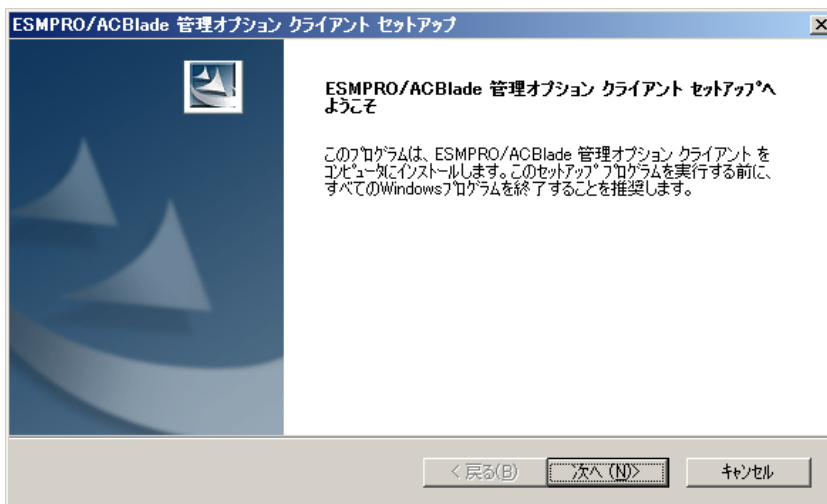 ESMPRO/ACBlade 管理オプション クライアント セットアップ
ESMPRO/ACBlade 管理オプション クライアント セットアップへ
ようこそ
このプログラムは、ESMPRO/ACBlade 管理オプション クライアント を
コンピュータにインストールします。このセットアップ プログラムを実行する前に、
すべてのWindowsプログラムを終了することを推奨します。
< 戻る(B)
次へ (N)>
キャンセル